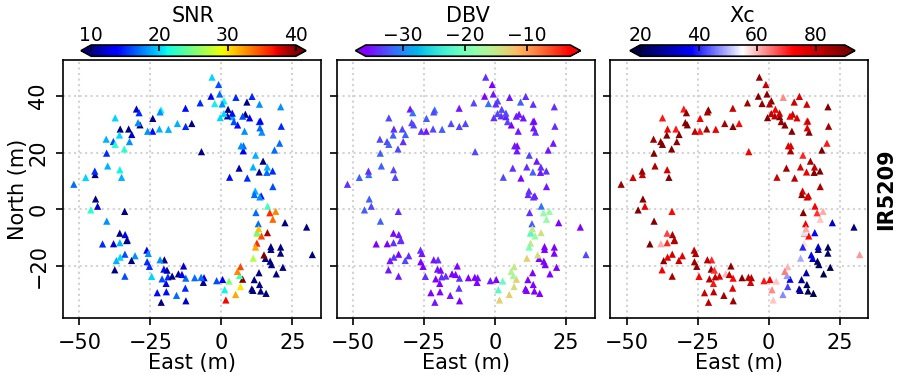 SNR DBV Xc
10 20 30 40 −30 −20 −10 20 40 60 80
North (m)
40
20
0
−20
−50 −25 0 25 −50 −25 0 25 −50 −25 0 25
East (m) East (m) East (m)
IR5209